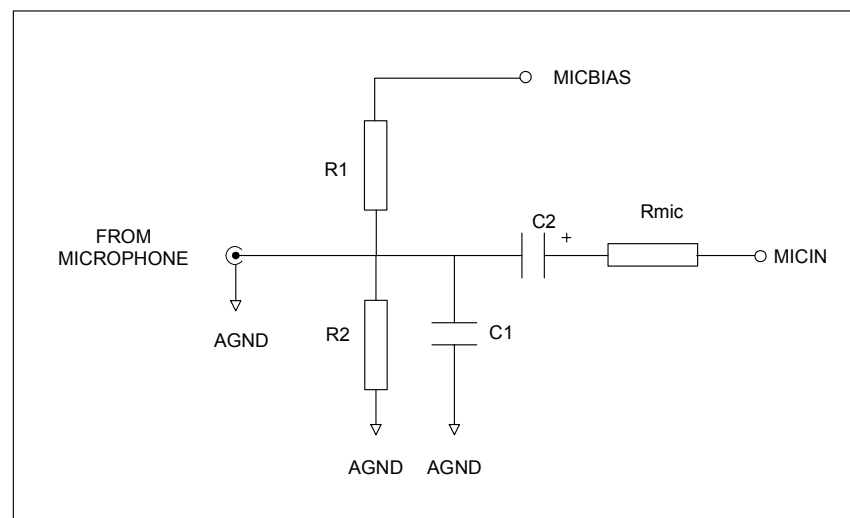 MICBIAS
R1
C2
+
Rmic
FROM
MICROPHONE
MICIN
AGND
R2
C1
AGND
AGND